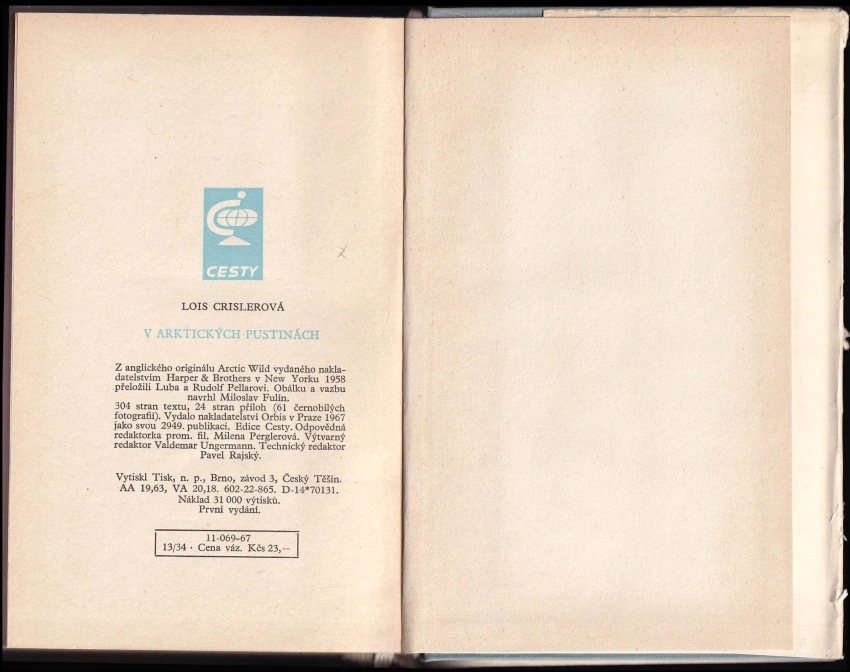 CESTY
LOIS CRISLEROVÁ
V ARKTICKÝCH PUSTINÁCH
Z anglického originálu Arctic Wild vydaného nakla-
datelstvím Harper & Brothers v New Yorku 1958
přeložili Luba a Rudolf Pellarovi. Obálku a vazbu
navrhl Miloslav Fulín.
304 stran textu, 24 stran příloh (61 černobílých
fotografií). Vydalo nakladatelství Orbis v Praze 1967
jako svou 2949. publikaci. Edice Cesty. Odpovědná
redaktorka prom. fil. Milena Perglerová. Výtvarný
redaktor Valdemar Ungermann. Technický redaktor
Pavel Rajský.
Vytiskl Tisk, n. p., Brno, závod 3, Český Těšín.
AA 19,63, VA 20,18. 602-22-865. D-14*70131.
Náklad 31 000 výtisků.
První vydání.
11-069-67
13/34 · Cena váz. Kčs 23,—